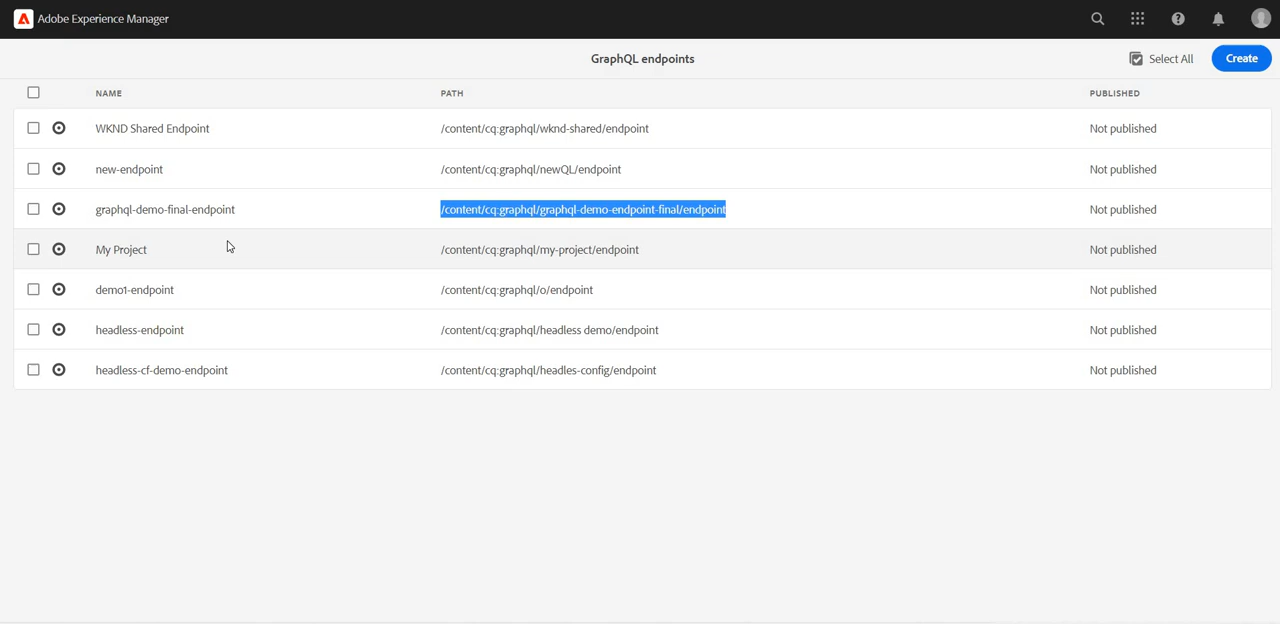 Adobe Experience Manager
GraphQL endpoints
Select All
Create
NAME PATH PUBLISHED
WKND Shared Endpoint /content/cq:graphql/wknd-shared/endpoint Not published
new-endpoint /content/cq:graphql/newQL/endpoint Not published
graphql-demo-final-endpoint /content/cq:graphql/graphql-demo-endpoint-final/endpoint Not published
My Project /content/cq:graphql/my-project/endpoint Not published
demo1-endpoint /content/cq:graphql/o/endpoint Not published
headless-endpoint /content/cq:graphql/headless demo/endpoint Not published
headless-cf-demo-endpoint /content/cq:graphql/headles-config/endpoint Not published